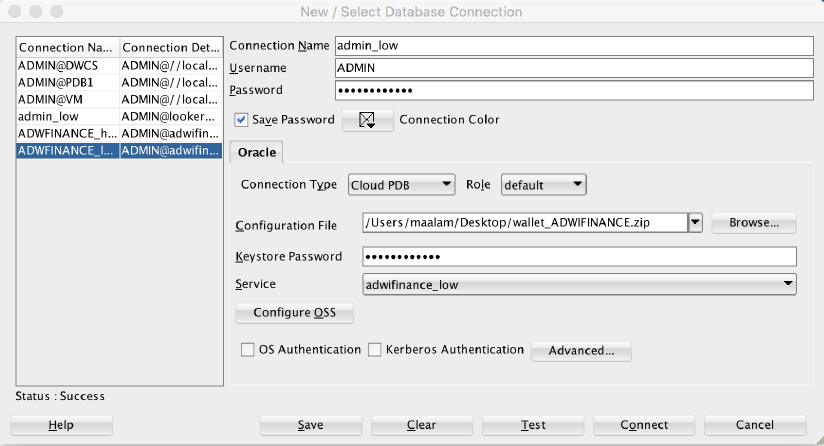 New / Select Database Connection
Connection Na... Connection Det...
ADMIN@DWCS ADMIN@//local...
ADMIN@PDB1 ADMIN@//local...
ADMIN@VM ADMIN@//local...
admin_low ADMIN@looker...
ADWFINANCE_h... ADMIN@adwifin...
ADWFINANCE_l... ADMIN@adwifin...
Connection Name admin_low
Username ADMIN
Password ••••••••••••
Save Password Connection Color
Oracle
Connection Type Cloud PDB Role default
Configuration File /Users/maalam/Desktop/wallet_ADWIFINANCE.zip Browse...
Keystore Password ••••••••••••
Service adwifinance_low
Configure OSS
OS Authentication Kerberos Authentication Advanced...
Status : Success
Help Save Clear Test Connect Cancel